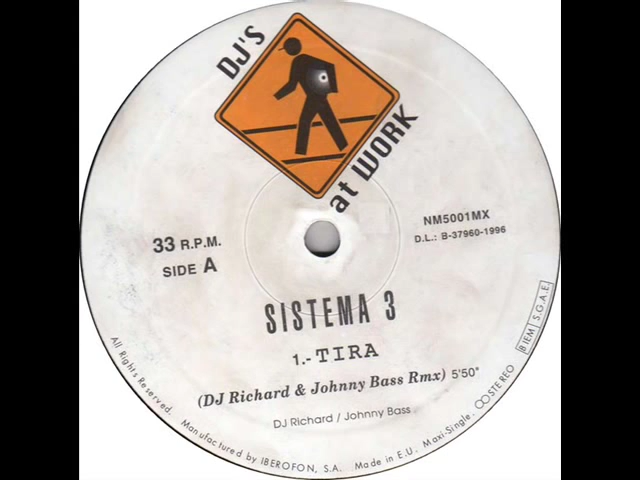 DJ'S
at WORK
33 R.P.M.
SIDE A
NM5001MX
D.L.: B-37960-1996
SISTEMA 3
1.- TIRA
(DJ Richard & Johnny Bass Rmx) 5'50"
DJ Richard / Johnny Bass
All Rights Reserved. Manufactured by IBEROFON, S.A. Made in E.U. Maxi-Single. STEREO
BIEM S.G.A.E